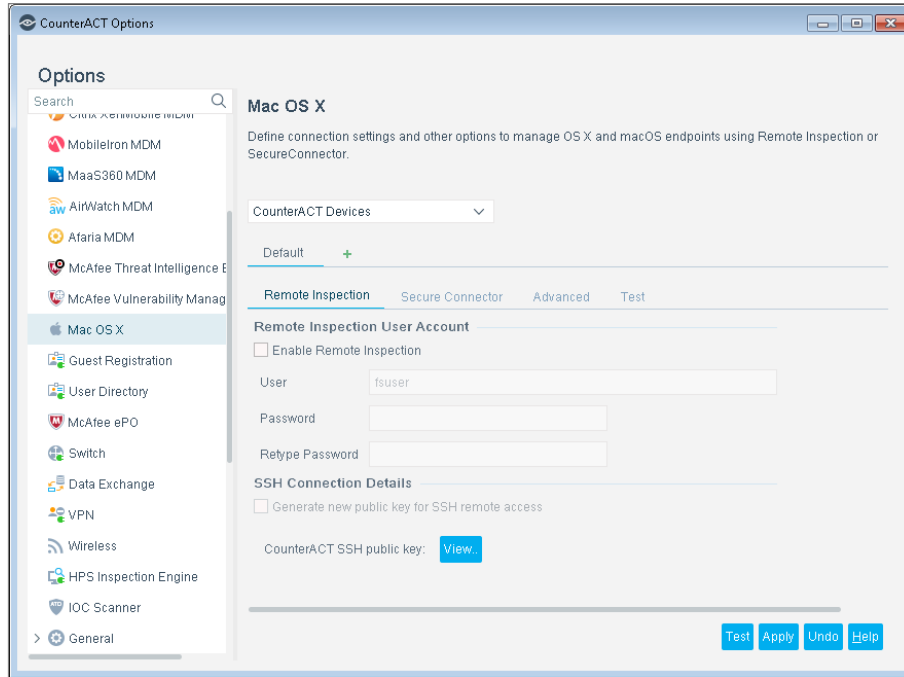 CounterACT Options
Options
Search
Citrix XenMobile MDM
MobileIron MDM
MaaS360 MDM
AirWatch MDM
Afaria MDM
McAfee Threat Intelligence E
McAfee Vulnerability Manag
Mac OS X
Guest Registration
User Directory
McAfee ePO
Switch
Data Exchange
VPN
Wireless
HPS Inspection Engine
IOC Scanner
General
Mac OS X
Define connection settings and other options to manage OS X and macOS endpoints using Remote Inspection or
SecureConnector.
CounterACT Devices
Default +
Remote Inspection Secure Connector Advanced Test
Remote Inspection User Account
Enable Remote Inspection
User fsuser
Password
Retype Password
SSH Connection Details
Generate new public key for SSH remote access
CounterACT SSH public key: View..
Test Apply Undo Help